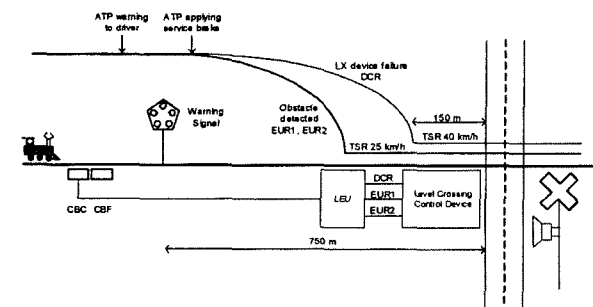 ATP warning
to driver
ATP applying
service brake
LX device failure
DCR
Warning
Signal
Obstacle
detected
EUR1, EUR2
150 m
TSR 40 km/h
TSR 25 km/h
CBC
CBF
LEU
DCR
EUR1
EUR2
Level Crossing
Control Device
750 m